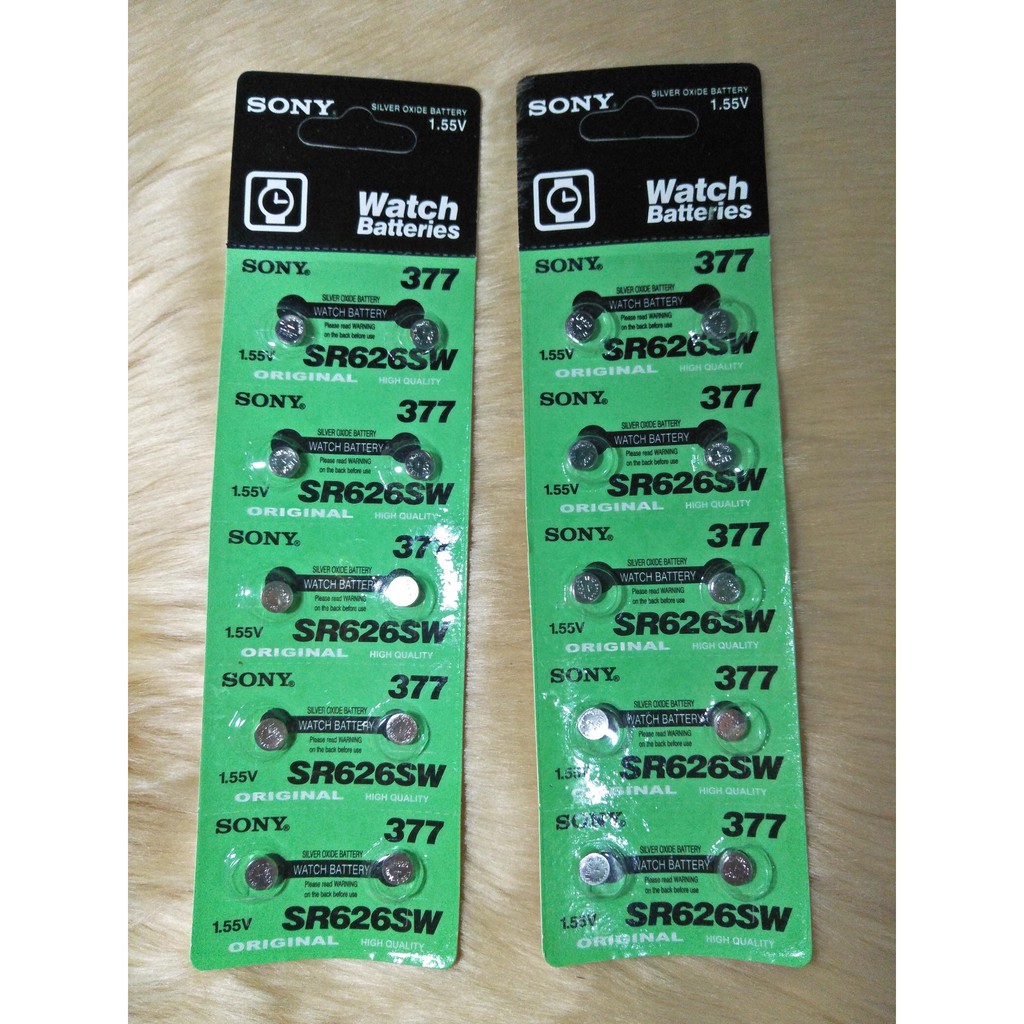 SONY
SILVER OXIDE BATTERY
1.55V
Watch
Batteries
SONY®
377
SILVER OXIDE BATTERY
WATCH BATTERY
Please read WARNING
on the back before use
1.55V
SR626SW
ORIGINAL
HIGH QUALITY
SONY®
377
SILVER OXIDE BATTERY
WATCH BATTERY
Please read WARNING
on the back before use
1.55V
SR626SW
ORIGINAL
HIGH QUALITY
SONY®
377
SILVER OXIDE BATTERY
WATCH BATTERY
Please read WARNING
on the back before use
1.55V
SR626SW
ORIGINAL
HIGH QUALITY
SONY®
377
SILVER OXIDE BATTERY
WATCH BATTERY
Please read WARNING
on the back before use
1.55V
SR626SW
ORIGINAL
HIGH QUALITY
SONY®
377
SILVER OXIDE BATTERY
WATCH BATTERY
Please read WARNING
on the back before use
1.55V
SR626SW
ORIGINAL
HIGH QUALITY
SONY
SILVER OXIDE BATTERY
1.55V
Watch
Batteries
SONY®
377
SILVER OXIDE BATTERY
WATCH BATTERY
Please read WARNING
on the back before use
1.55V
SR626SW
ORIGINAL
HIGH QUALITY
SONY®
377
SILVER OXIDE BATTERY
WATCH BATTERY
Please read WARNING
on the back before use
1.55V
SR626SW
ORIGINAL
HIGH QUALITY
SONY®
377
SILVER OXIDE BATTERY
WATCH BATTERY
Please read WARNING
on the back before use
1.55V
SR626SW
ORIGINAL
HIGH QUALITY
SONY®
377
SILVER OXIDE BATTERY
WATCH BATTERY
Please read WARNING
on the back before use
1.55V
SR626SW
ORIGINAL
HIGH QUALITY
SONY®
377
SILVER OXIDE BATTERY
WATCH BATTERY
Please read WARNING
on the back before use
1.55V
SR626SW
ORIGINAL
HIGH QUALITY